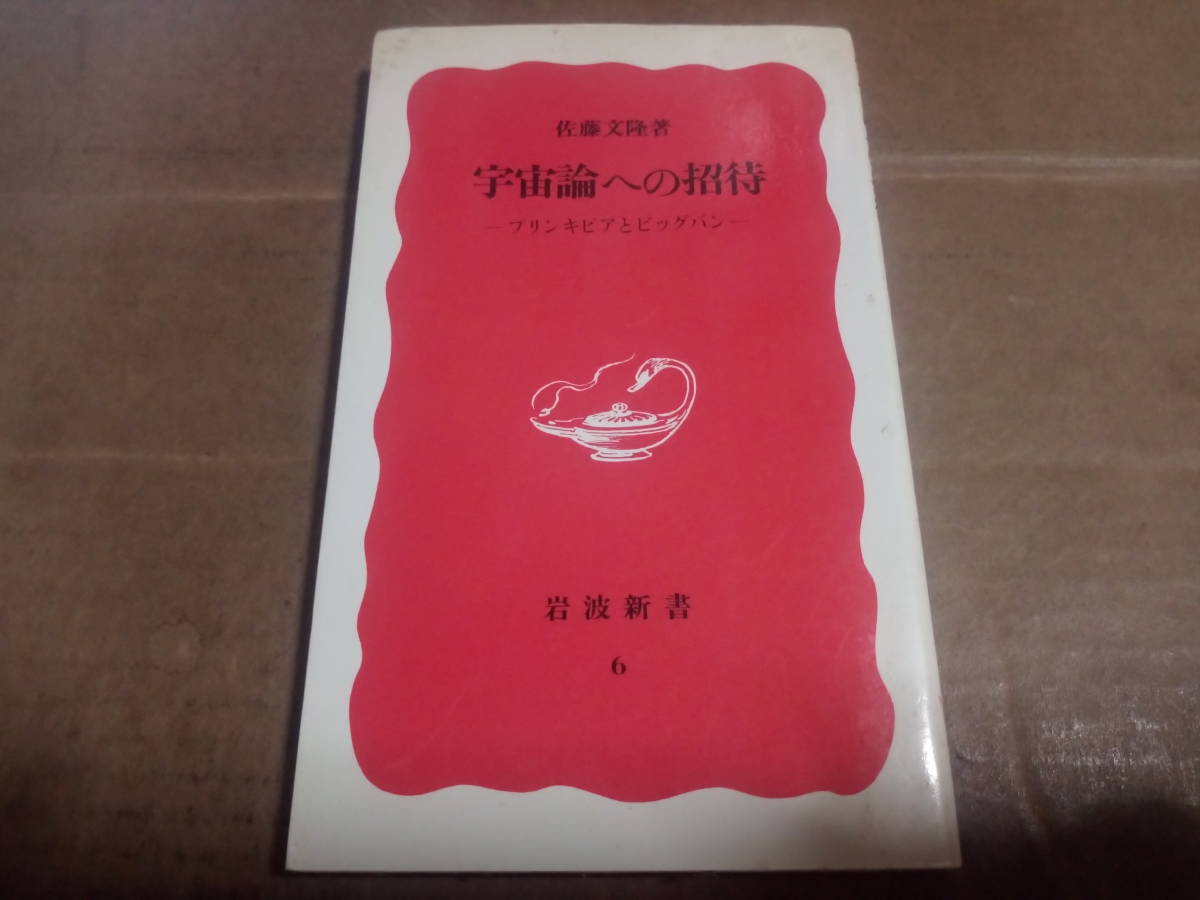 佐藤文隆著
宇宙論への招待
―プリンキピアとビッグバン―
岩波新書
6